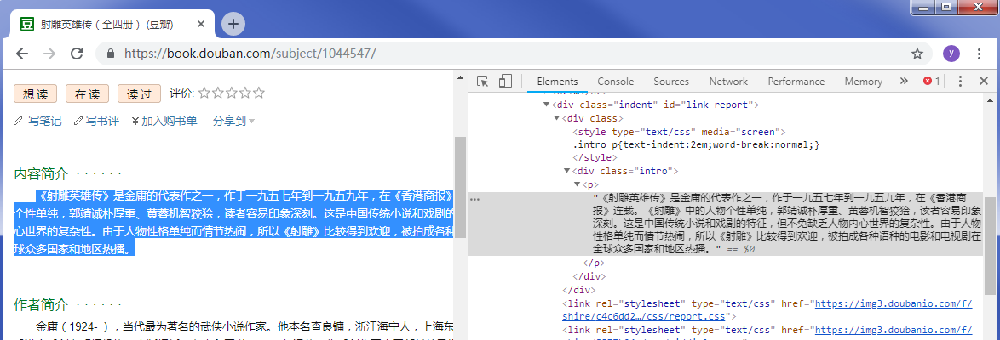 射雕英雄传（全四册）(豆瓣)
https://book.douban.com/subject/1044547/
y
想读 在读 读过 评价:
写笔记 写书评 ¥加入购书单 分享到
内容简介 · · · · · ·
《射雕英雄传》是金庸的代表作之一，作于一九五七年到一九五九年，在《香港商报》
个性单纯，郭靖诚朴厚重、黄蓉机智狡狯，读者容易印象深刻。这是中国传统小说和戏剧的
心世界的复杂性。由于人物性格单纯而情节热闹，所以《射雕》比较得到欢迎，被拍成各种
球众多国家和地区热播。
作者简介 · · · · · ·
金庸（1924- ），当代最为著名的武侠小说作家。他本名查良镛，浙江海宁人，上海东
Elements Console Sources Network Performance Memory » 1
<div class="indent" id="link-report">
<div class>
<style type="text/css" media="screen">
.intro p{text-indent:2em;word-break:normal;}
</style>
<div class="intro">
<p>
"《射雕英雄传》是金庸的代表作之一，作于一九五七年到一九五九年，在《香港商
报》连载。《射雕》中的人物个性单纯，郭靖诚朴厚重、黄蓉机智狡狯，读者容易印象
深刻。这是中国传统小说和戏剧的特征，但不免缺乏人物内心世界的复杂性。由于人物
性格单纯而情节热闹，所以《射雕》比较得到欢迎，被拍成各种语种的电影和电视剧在
全球众多国家和地区热播。" == $0
</p>
</div>
</div>
<link rel="stylesheet" type="text/css" href="https://img3.doubanio.com/f/
shire/c4c6dd2…/css/report.css">
<link rel="stylesheet" type="text/css" href="https://img3.doubanio.com/f/